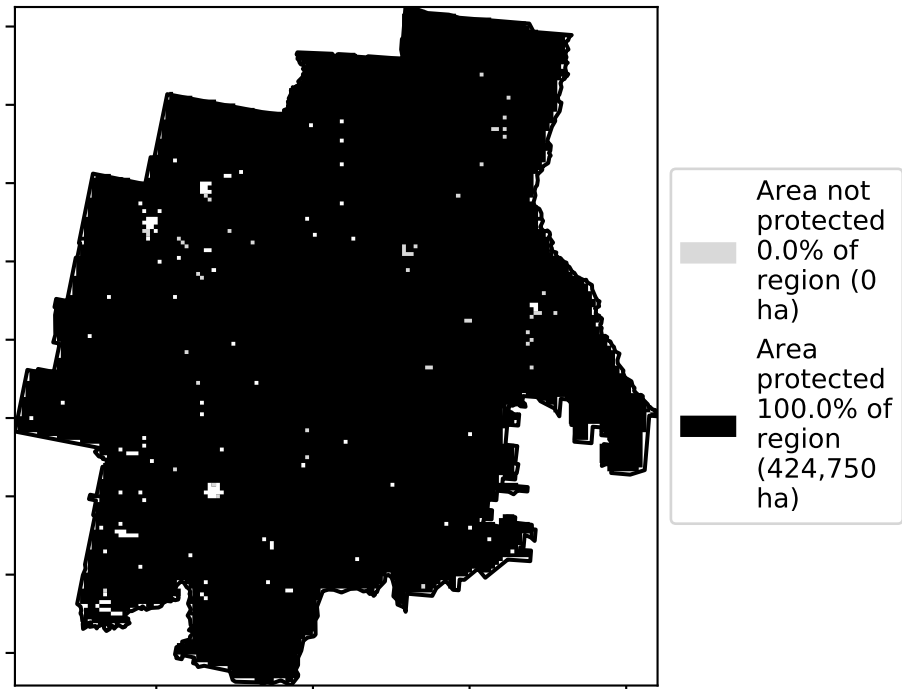 Area not
protected
0.0% of
region (0
ha)
Area
protected
100.0% of
region
(424,750
ha)